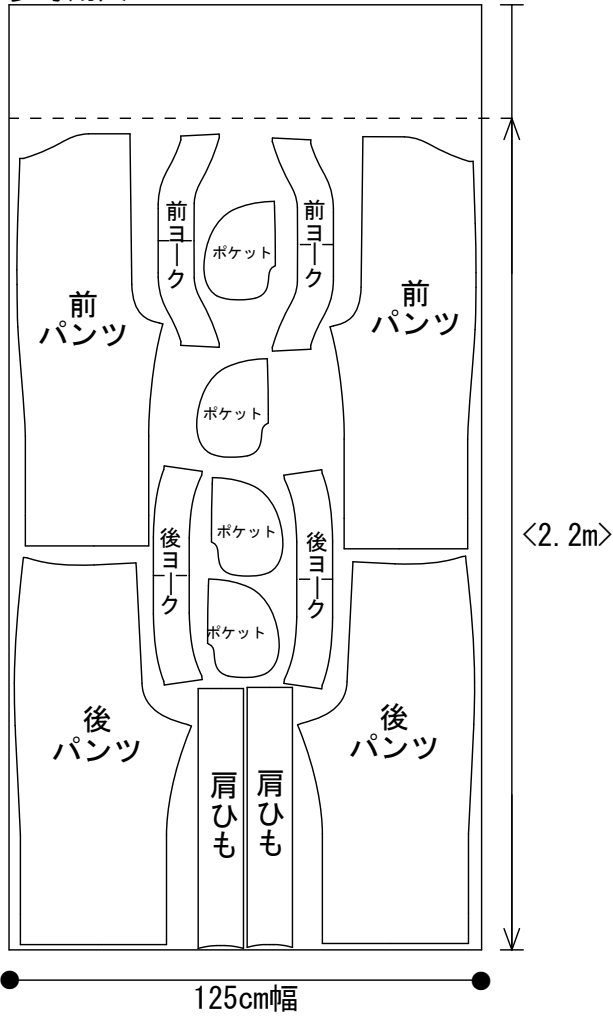 前ヨーク
前ヨーク
ポケット
前
パンツ
前
パンツ
ポケット
後ヨーク
ポケット
後ヨーク
<2.2m>
ポケット
後
パンツ
後
パンツ
肩ひも
肩ひも
125cm幅